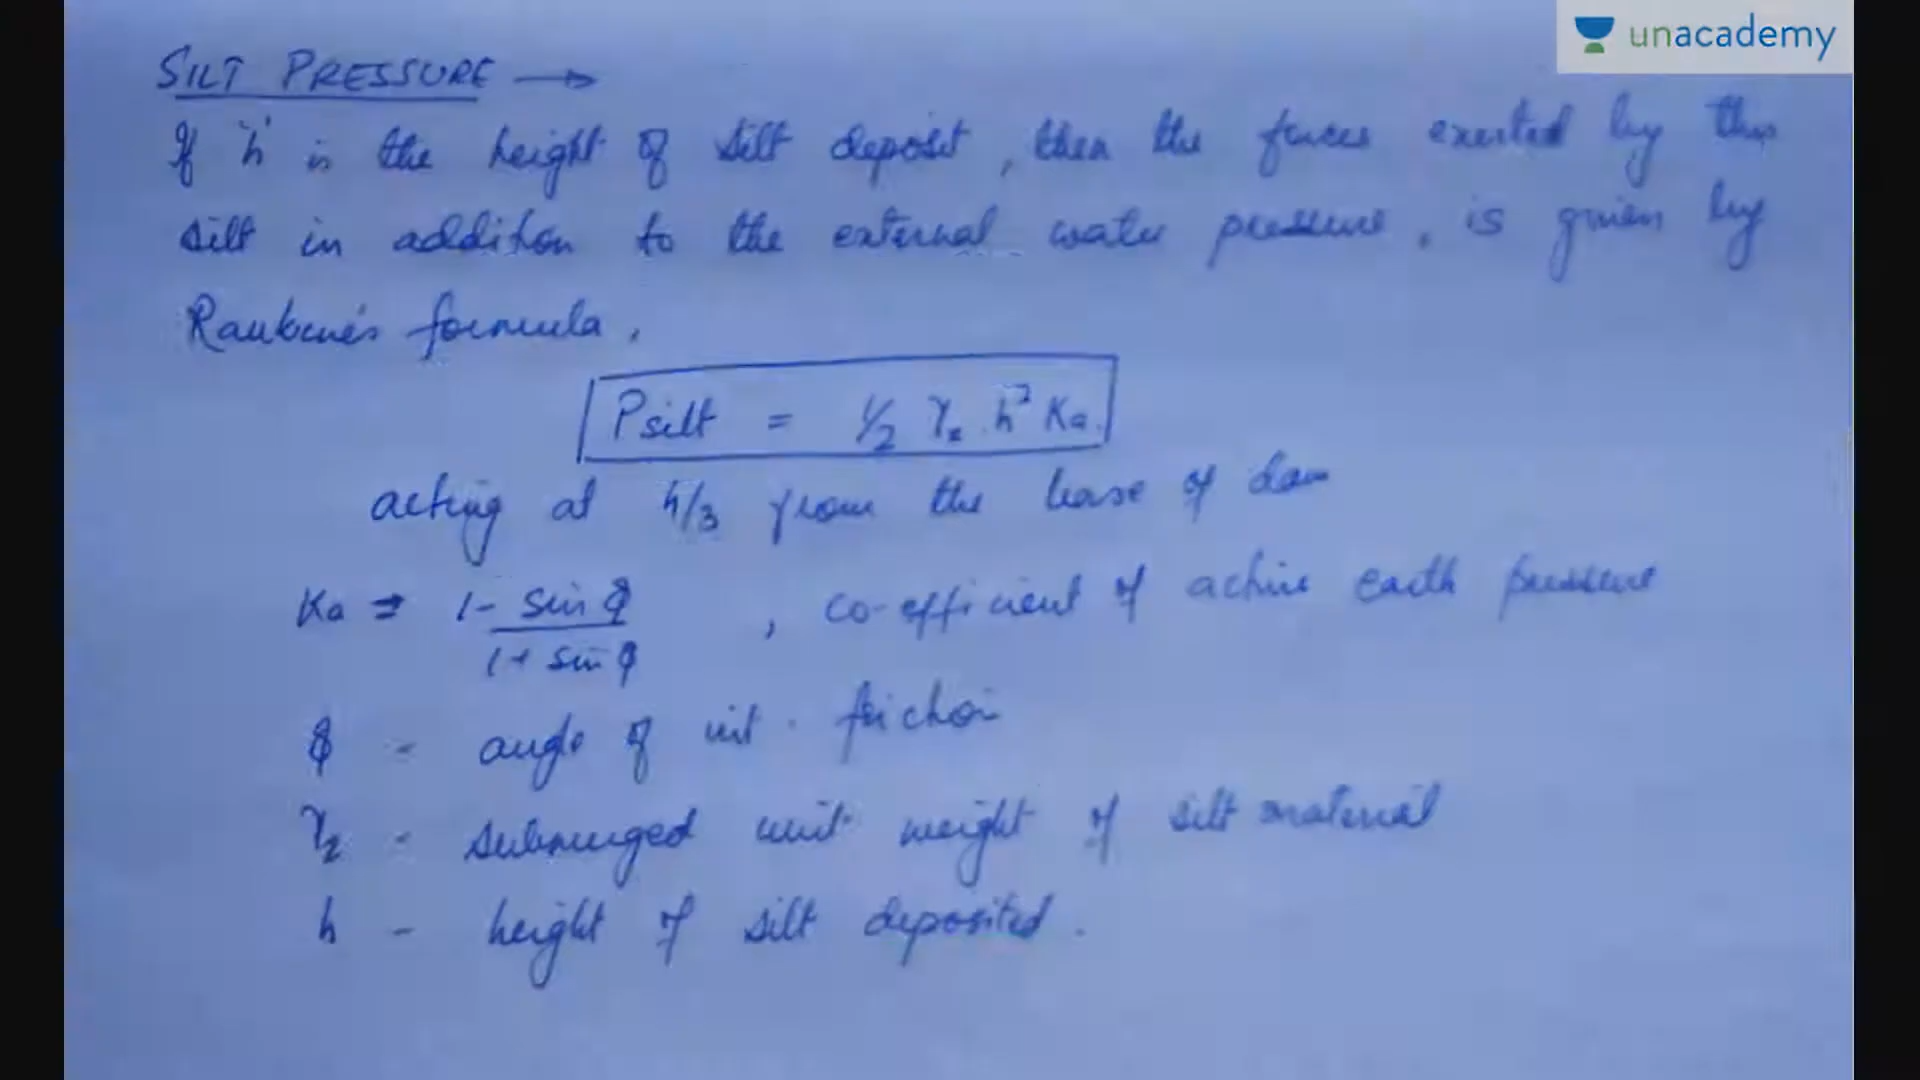 unacademy
SILT PRESSURE →
If 'h' is the height of silt deposit, then the forces exerted by this
silt in addition to the external water pressure, is given by
Rankine's formula,
Psilt = 1/2 γs . h² Ka.
acting at h/3 from the base of dam
Ka = 1 - sin φ / 1 + sin φ , co-efficient of active earth pressure
φ - angle of int. friction
γs - submerged unit weight of silt material
h - height of silt deposited.